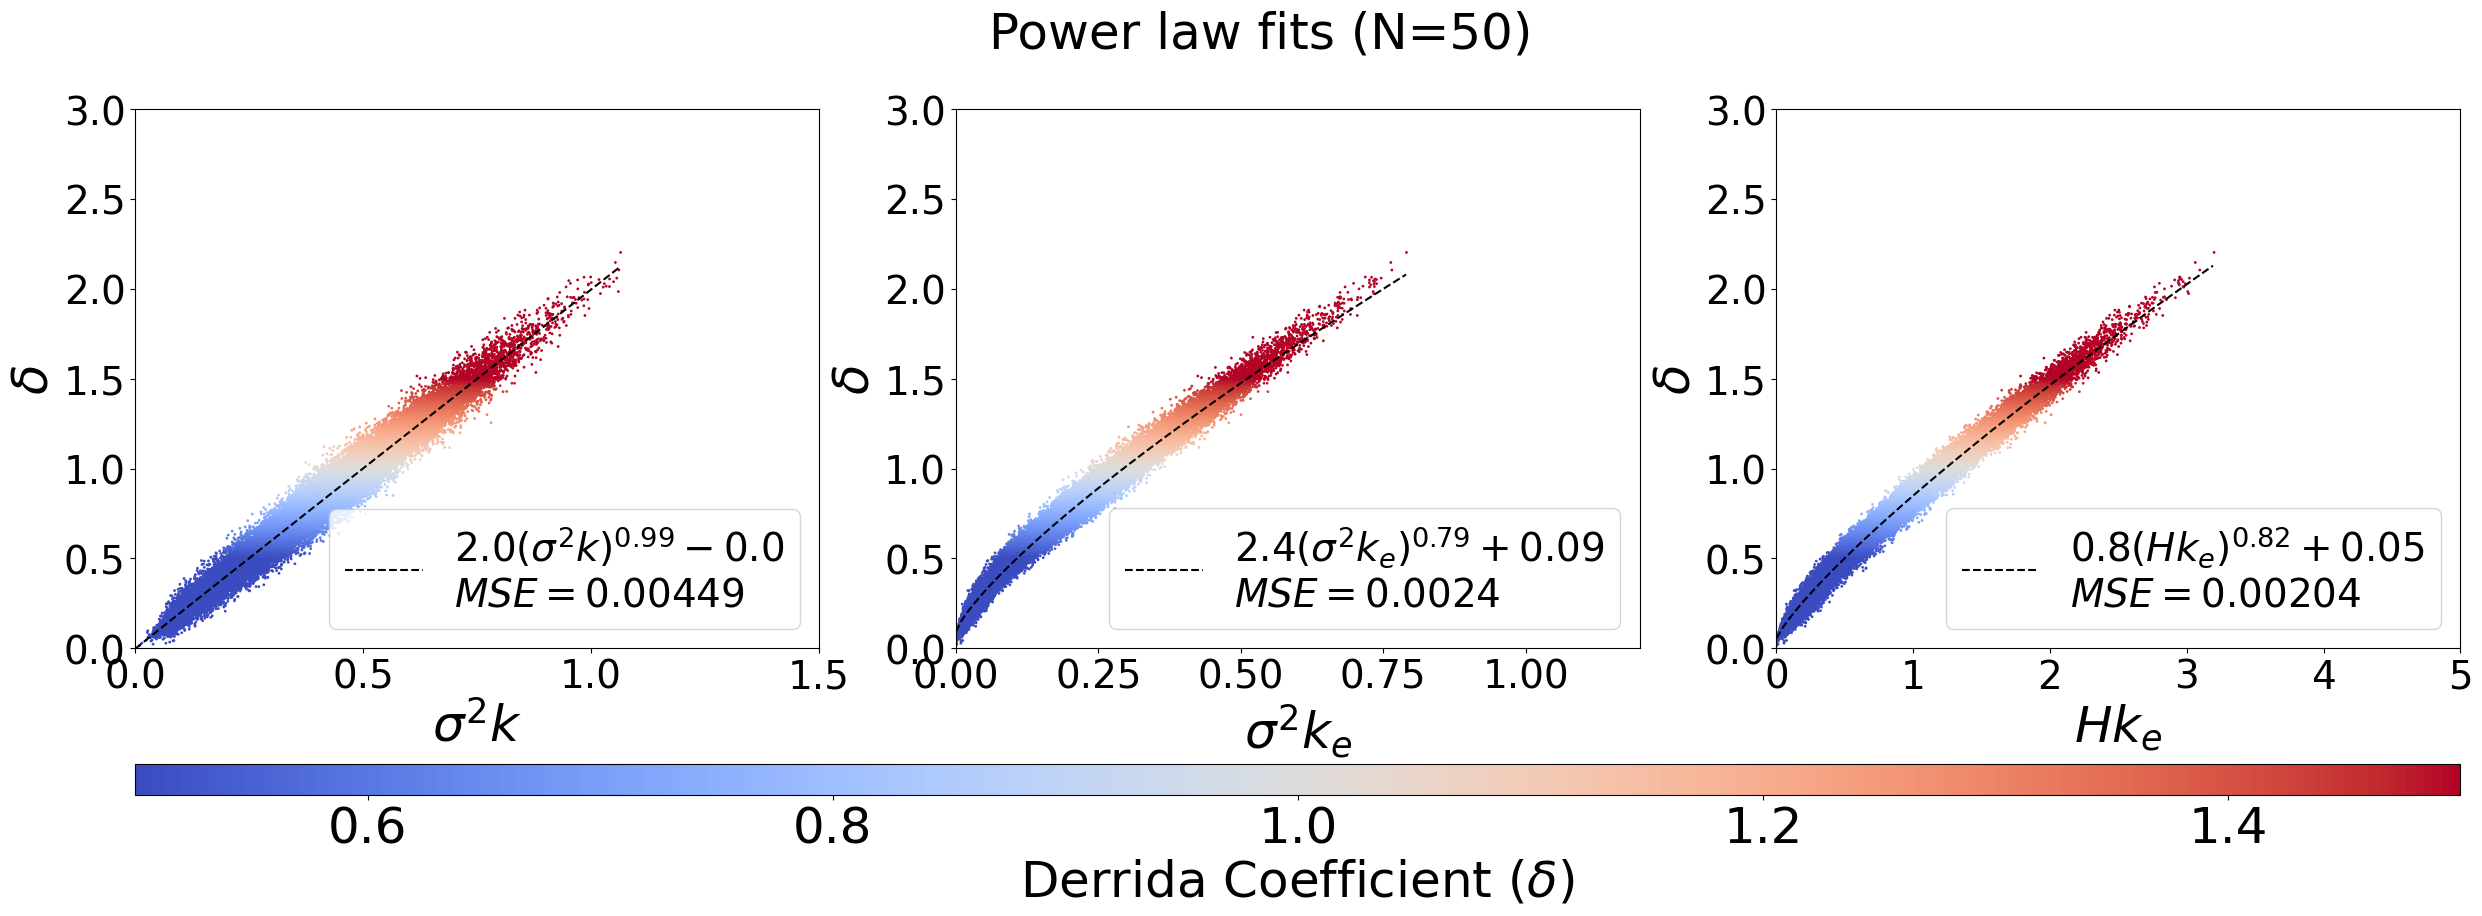 Power law fits (N=50)
3.0
2.5
2.0
1.5
1.0
0.5
0.0
δ
0.0 0.5 1.0 1.5
σ²k
2.0(σ²k)^0.99 − 0.0
MSE = 0.00449
3.0
2.5
2.0
1.5
1.0
0.5
0.0
δ
0.00 0.25 0.50 0.75 1.00
σ²kₑ
2.4(σ²kₑ)^0.79 + 0.09
MSE = 0.0024
3.0
2.5
2.0
1.5
1.0
0.5
0.0
δ
0 1 2 3 4 5
Hkₑ
0.8(Hkₑ)^0.82 + 0.05
MSE = 0.00204
0.6 0.8 1.0 1.2 1.4
Derrida Coefficient (δ)